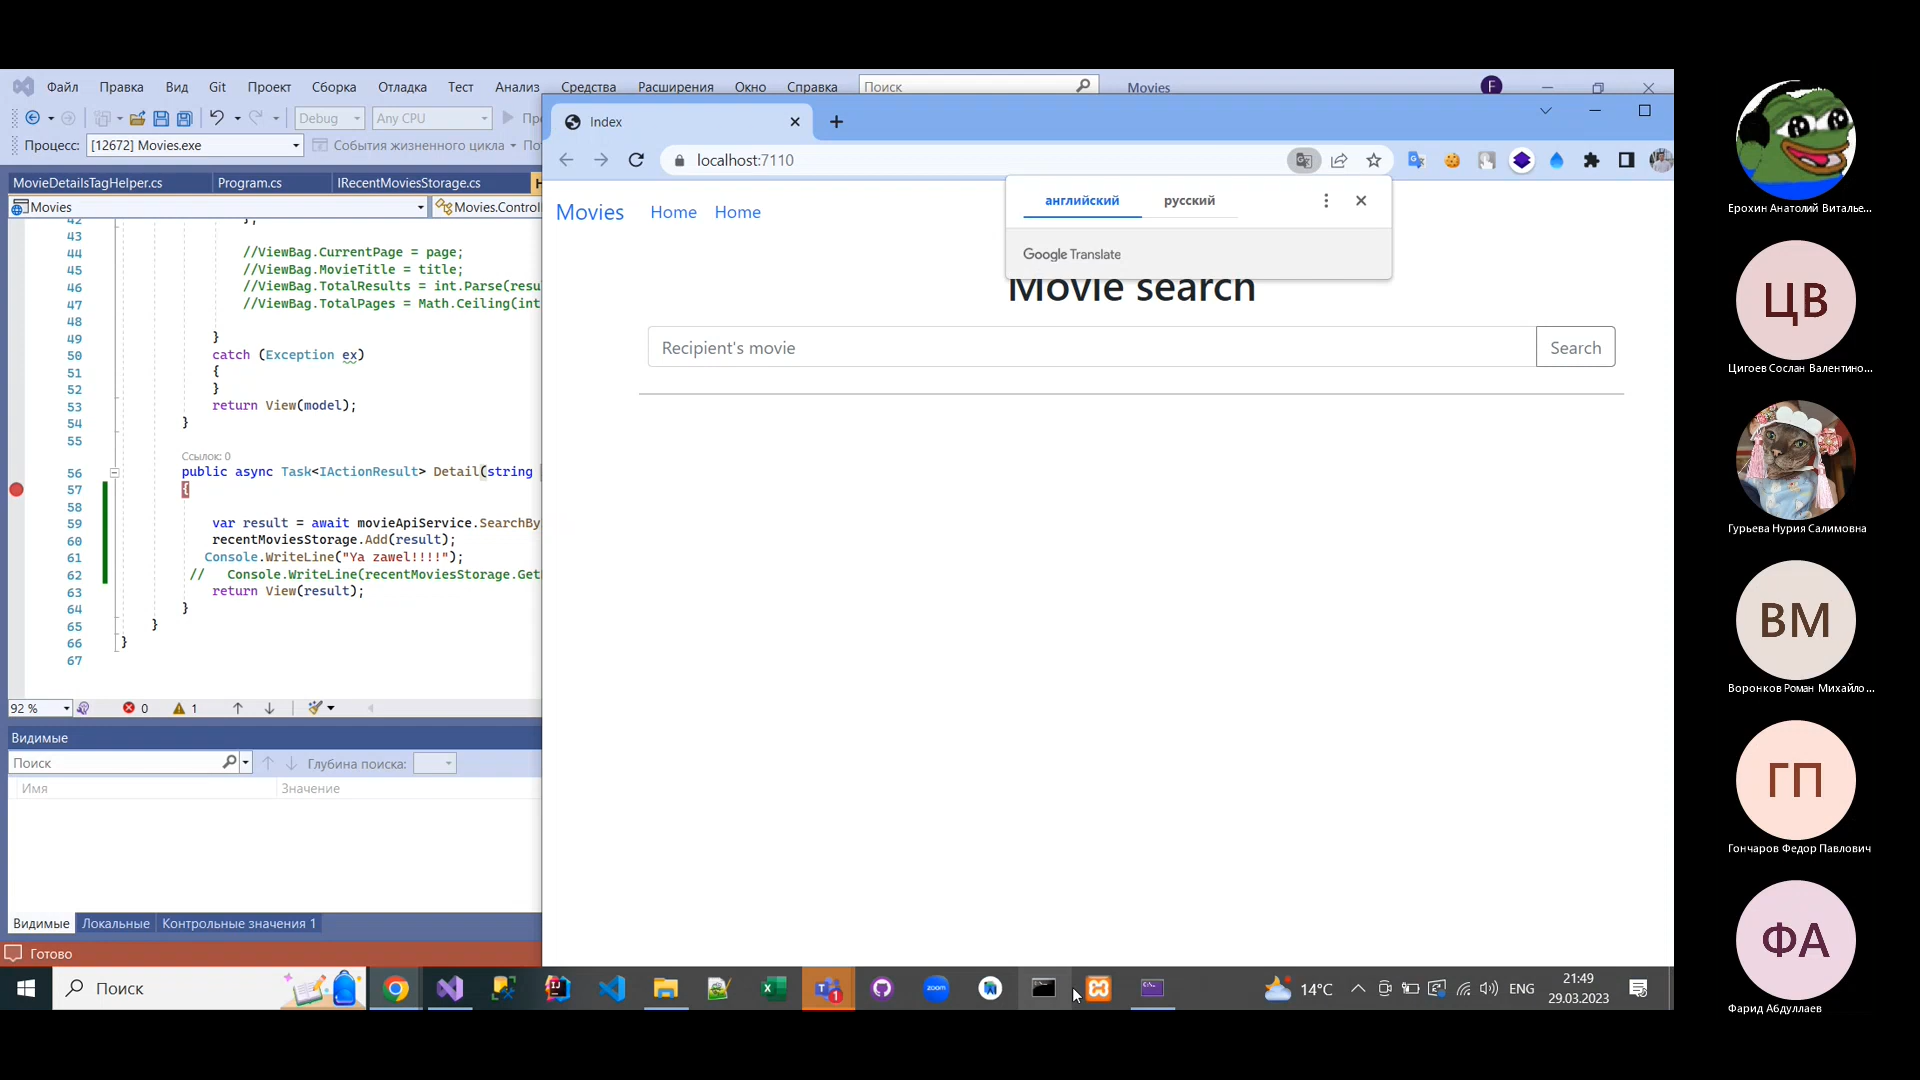 Файл Правка Вид Git Проект Сборка Отладка Тест Анализ Средства Расширения Окно Справка Поиск Movies F
Debug Any CPU
Процесс: [12672] Movies.exe События жизненного цикла
MovieDetailsTagHelper.cs Program.cs IRecentMoviesStorage.cs
Movies Movies.Control
42 };
43
44 //ViewBag.CurrentPage = page;
45 //ViewBag.MovieTitle = title;
46 //ViewBag.TotalResults = int.Parse(resu
47 //ViewBag.TotalPages = Math.Ceiling(int
48
49 }
50 catch (Exception ex)
51 {
52 }
53 return View(model);
54 }
55
Ссылок: 0
56 public async Task<IActionResult> Detail(string
57 {
58
59 var result = await movieApiService.SearchBy
60 recentMoviesStorage.Add(result);
61 Console.WriteLine("Ya zawel!!!!");
62 // Console.WriteLine(recentMoviesStorage.Get
63 return View(result);
64 }
65 }
66 }
67
92 % 0 1
Видимые
Поиск Глубина поиска:
Имя Значение
Видимые Локальные Контрольные значения 1
Готово
Index
localhost:7110
английский русский
Google Translate
Movies Home Home
Movie search
Recipient's movie Search
Поиск
zoom
1
14°C
ENG
21:49
29.03.2023
Ерохин Анатолий Виталье...
ЦВ
Цигоев Сослан Валентино...
Гурьева Нурия Салимовна
ВМ
Воронков Роман Михайло...
ГП
Гончаров Федор Павлович
ФА
Фарид Абдуллаев